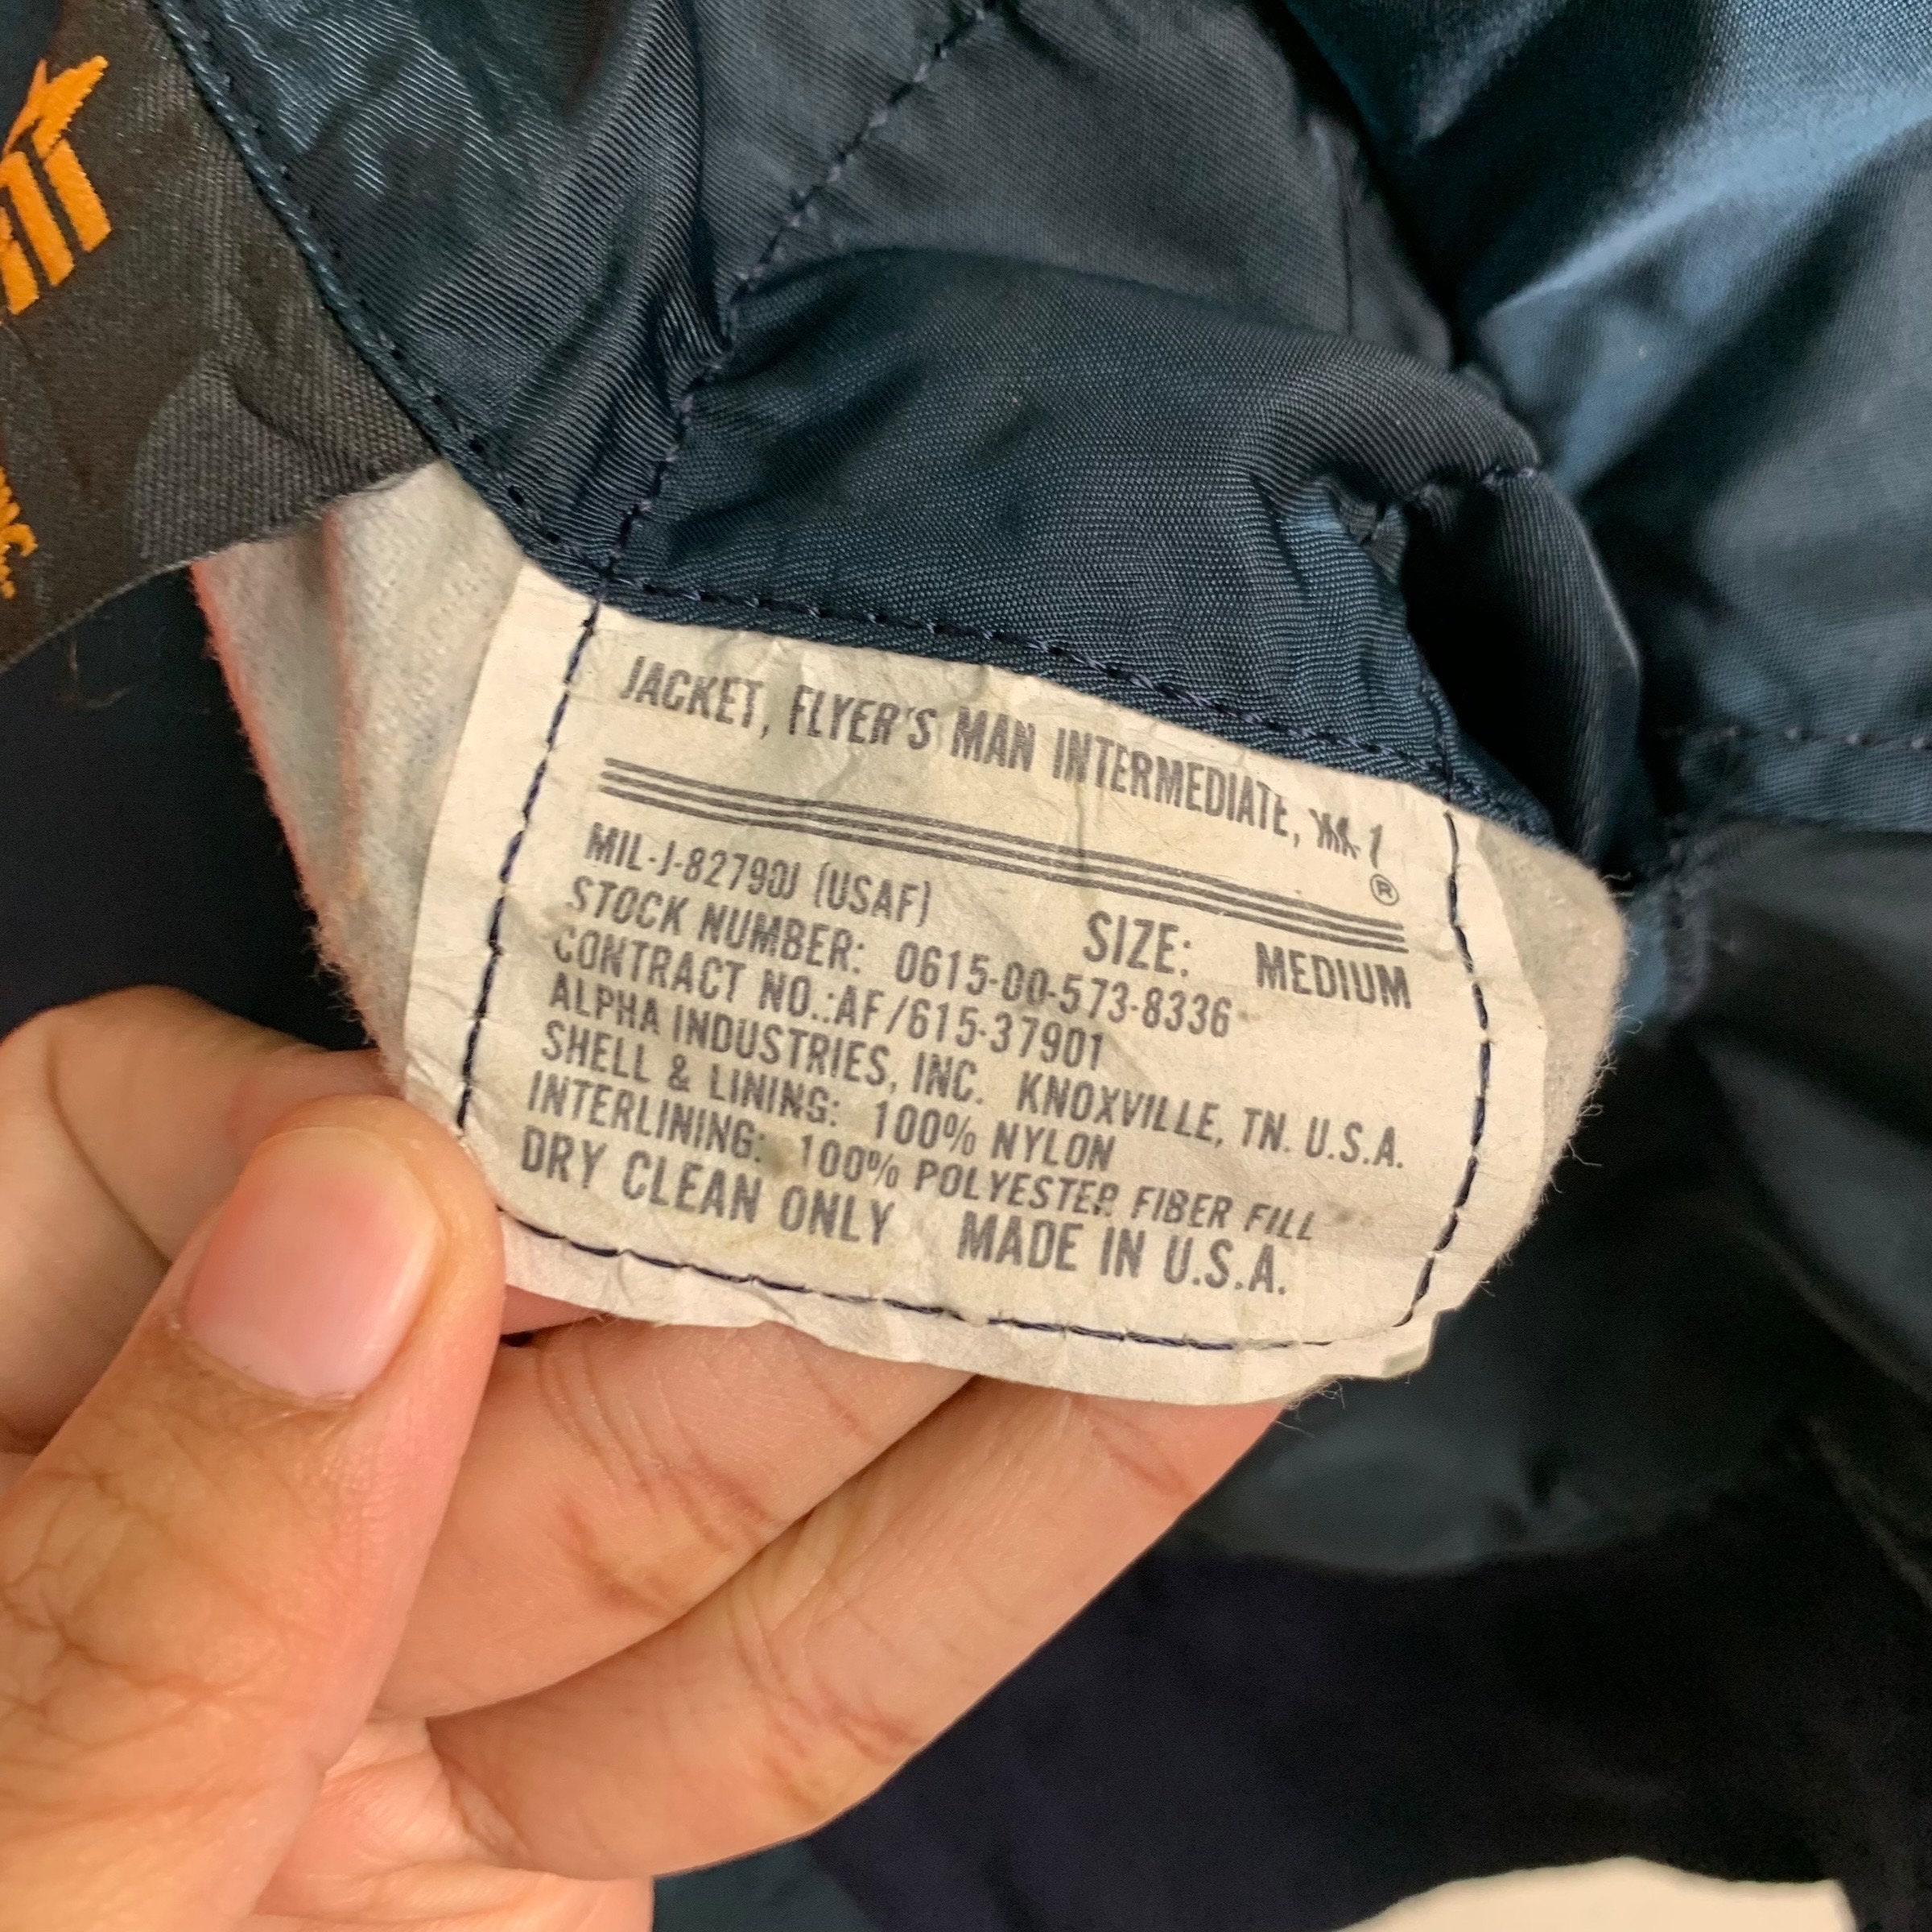 JACKET, FLYER'S MAN INTERMEDIATE, MA-1
®
MIL-J-82790J (USAF)
SIZE: MEDIUM
STOCK NUMBER: 0615-00-573-8336
CONTRACT NO.:AF/615-37901
ALPHA INDUSTRIES, INC. KNOXVILLE, TN. U.S.A.
SHELL & LINING: 100% NYLON
INTERLINING: 100% POLYESTER FIBER FILL
DRY CLEAN ONLY MADE IN U.S.A.